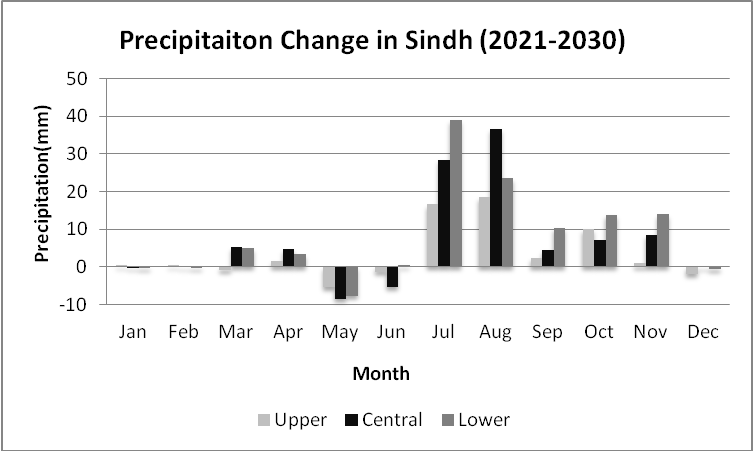 Precipitaiton Change in Sindh (2021-2030)
50
40
30
20
10
0
-10
Precipitation(mm)
Jan Feb Mar Apr May Jun Jul Aug Sep Oct Nov Dec
Month
Upper Central Lower